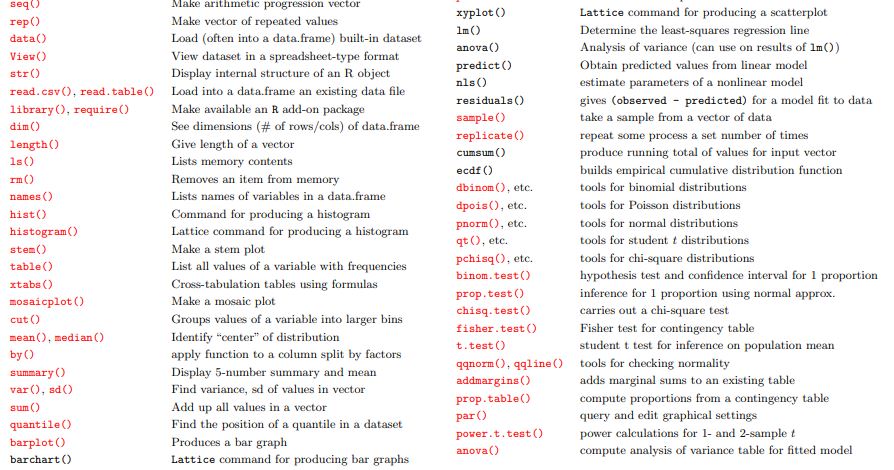 seq() Make arithmetic progression vector
rep() Make vector of repeated values
data() Load (often into a data.frame) built-in dataset
View() View dataset in a spreadsheet-type format
str() Display internal structure of an R object
read.csv(), read.table() Load into a data.frame an existing data file
library(), require() Make available an R add-on package
dim() See dimensions (# of rows/cols) of data.frame
length() Give length of a vector
ls() Lists memory contents
rm() Removes an item from memory
names() Lists names of variables in a data.frame
hist() Command for producing a histogram
histogram() Lattice command for producing a histogram
stem() Make a stem plot
table() List all values of a variable with frequencies
xtabs() Cross-tabulation tables using formulas
mosaicplot() Make a mosaic plot
cut() Groups values of a variable into larger bins
mean(), median() Identify “center” of distribution
by() apply function to a column split by factors
summary() Display 5-number summary and mean
var(), sd() Find variance, sd of values in vector
sum() Add up all values in a vector
quantile() Find the position of a quantile in a dataset
barplot() Produces a bar graph
barchart() Lattice command for producing bar graphs
xyplot() Lattice command for producing a scatterplot
lm() Determine the least-squares regression line
anova() Analysis of variance (can use on results of lm())
predict() Obtain predicted values from linear model
nls() estimate parameters of a nonlinear model
residuals() gives (observed - predicted) for a model fit to data
sample() take a sample from a vector of data
replicate() repeat some process a set number of times
cumsum() produce running total of values for input vector
ecdf() builds empirical cumulative distribution function
dbinom(), etc. tools for binomial distributions
dpois(), etc. tools for Poisson distributions
pnorm(), etc. tools for normal distributions
qt(), etc. tools for student t distributions
pchisq(), etc. tools for chi-square distributions
binom.test() hypothesis test and confidence interval for 1 proportion
prop.test() inference for 1 proportion using normal approx.
chisq.test() carries out a chi-square test
fisher.test() Fisher test for contingency table
t.test() student t test for inference on population mean
qqnorm(), qqline() tools for checking normality
addmargins() adds marginal sums to an existing table
prop.table() compute proportions from a contingency table
par() query and edit graphical settings
power.t.test() power calculations for 1- and 2-sample t
anova() compute analysis of variance table for fitted model